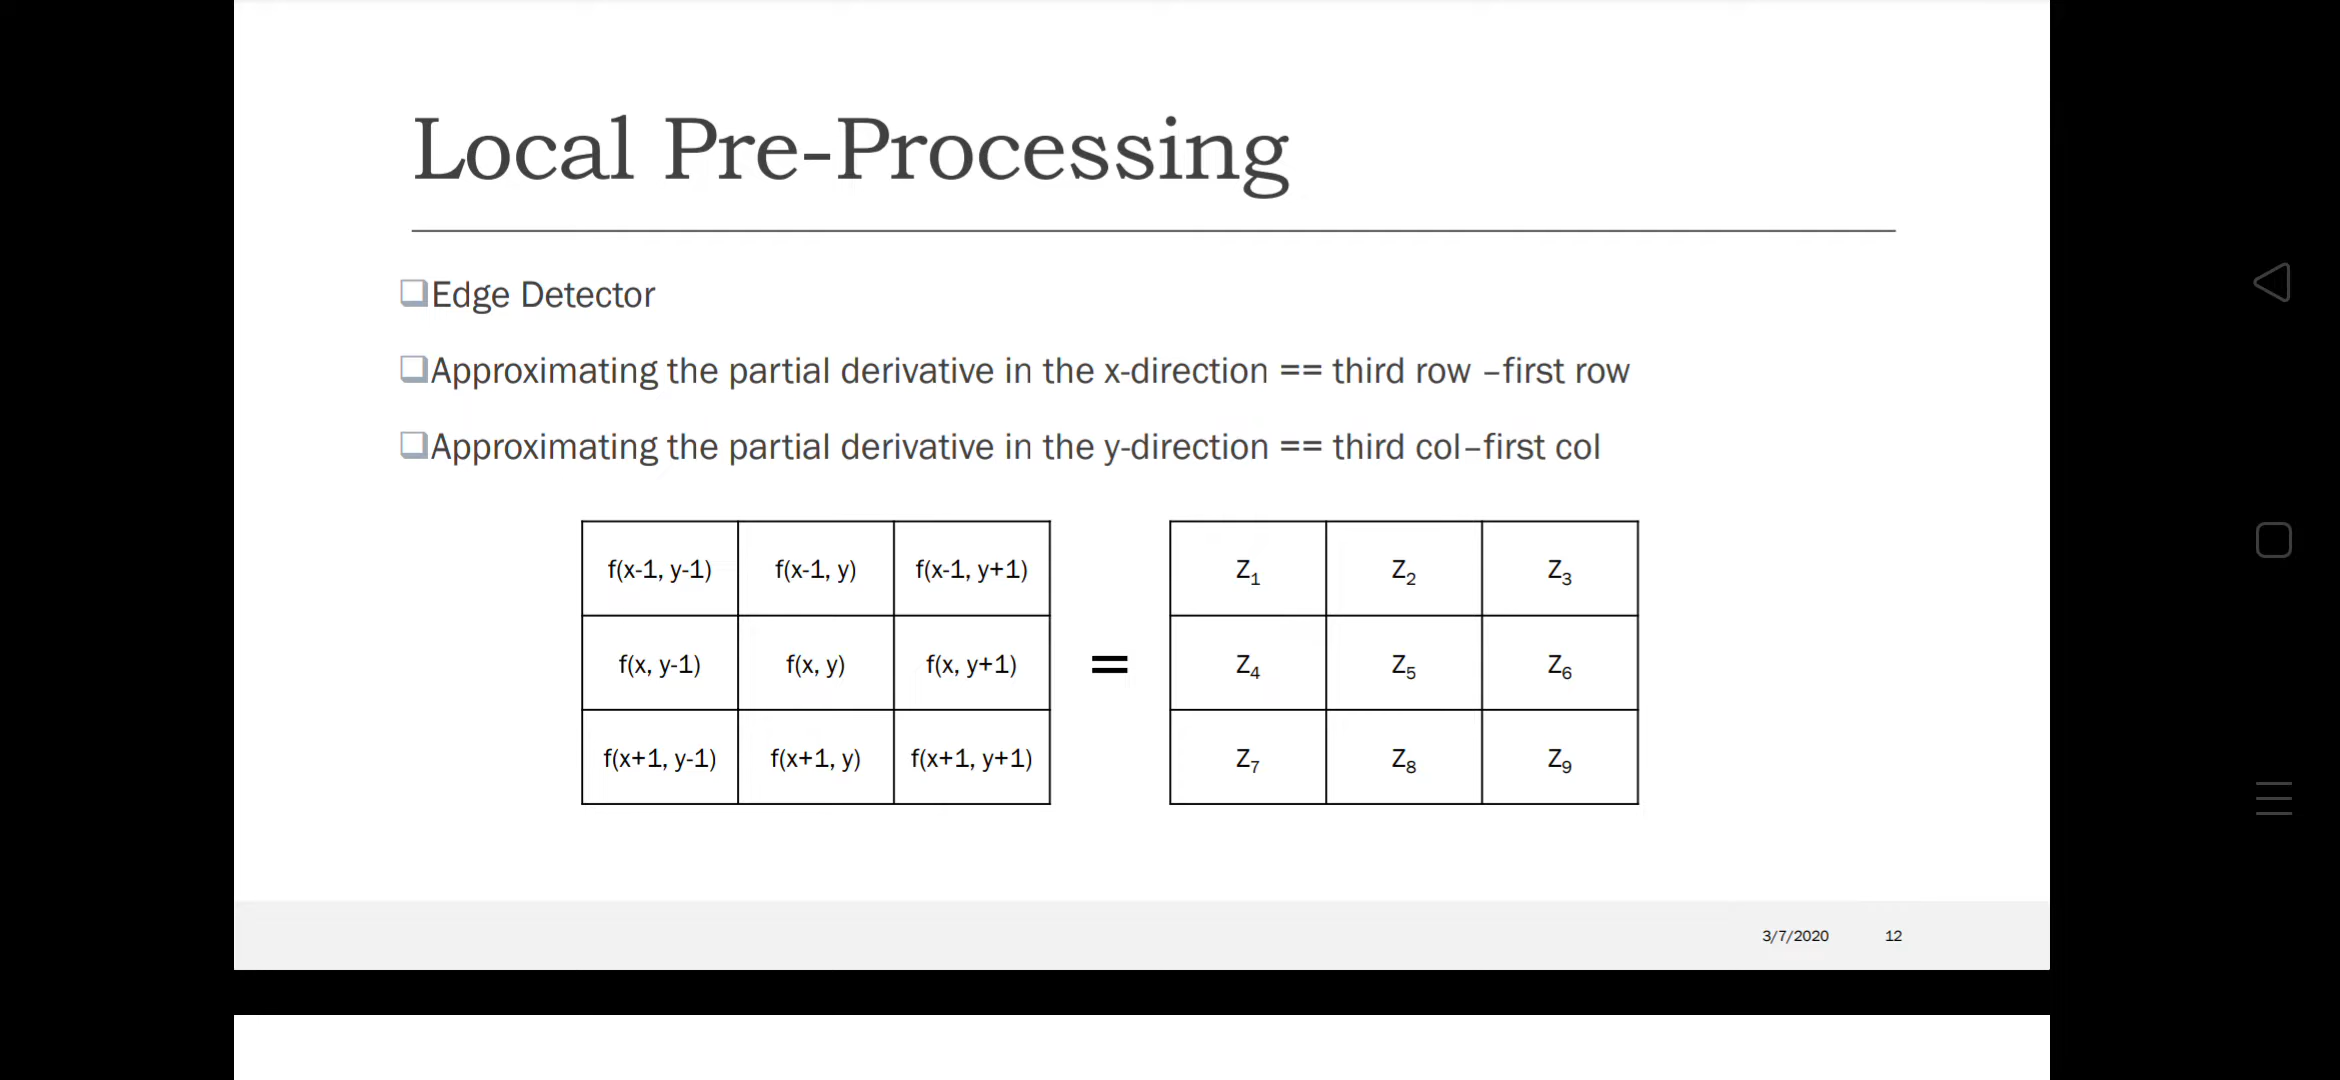 Local Pre-Processing
❑Edge Detector
❑Approximating the partial derivative in the x-direction == third row –first row
❑Approximating the partial derivative in the y-direction == third col–first col
f(x-1, y-1) f(x-1, y) f(x-1, y+1)
f(x, y-1) f(x, y) f(x, y+1)
f(x+1, y-1) f(x+1, y) f(x+1, y+1)
=
Z₁ Z₂ Z₃
Z₄ Z₅ Z₆
Z₇ Z₈ Z₉
3/7/2020 12